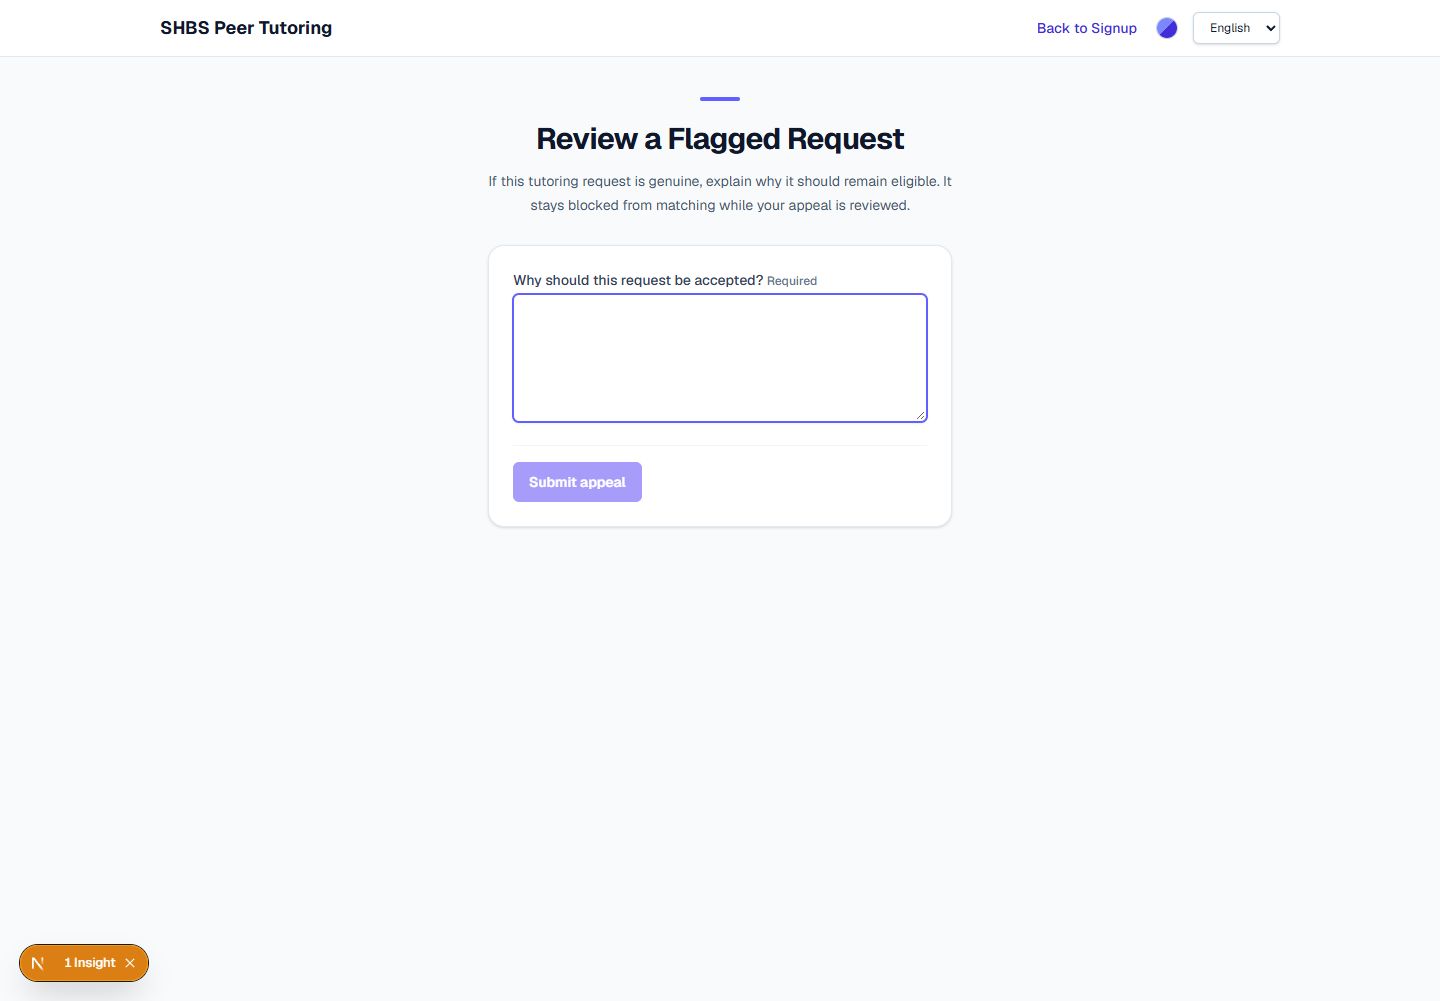 SHBS Peer Tutoring
Back to Signup
English
Review a Flagged Request
If this tutoring request is genuine, explain why it should remain eligible. It
stays blocked from matching while your appeal is reviewed.
Why should this request be accepted? Required
Submit appeal
N 1 Insight